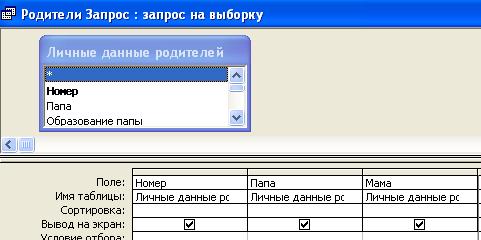 Родители Запрос : запрос на выборку
Личные данные родителей
*
Номер
Папа
Образование папы
Поле: Номер Папа Мама
Имя таблицы: Личные данные рс Личные данные рс Личные данные рс
Сортировка:
Вывод на экран:
Условие отбора: